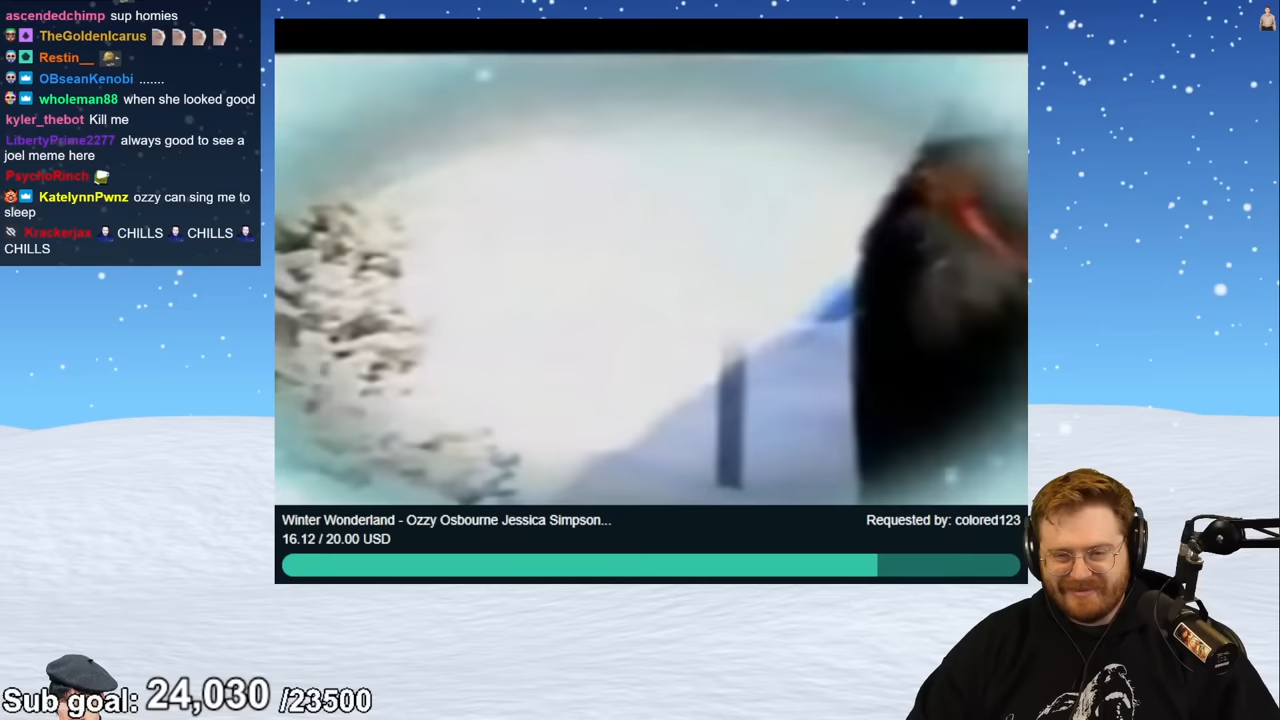 ascendedchimp sup homies
TheGoldenIcarus
Restin__
OBseanKenobi .......
wholeman88 when she looked good
kyler_thebot Kill me
LibertyPrime2277 always good to see a
joel meme here
PsychoRinch
KatelynnPwnz ozzy can sing me to
sleep
Krackerjax CHILLS CHILLS
CHILLS
Winter Wonderland - Ozzy Osbourne Jessica Simpson...
Requested by: colored123
16.12 / 20.00 USD
Sub goal: 24,030 /23500